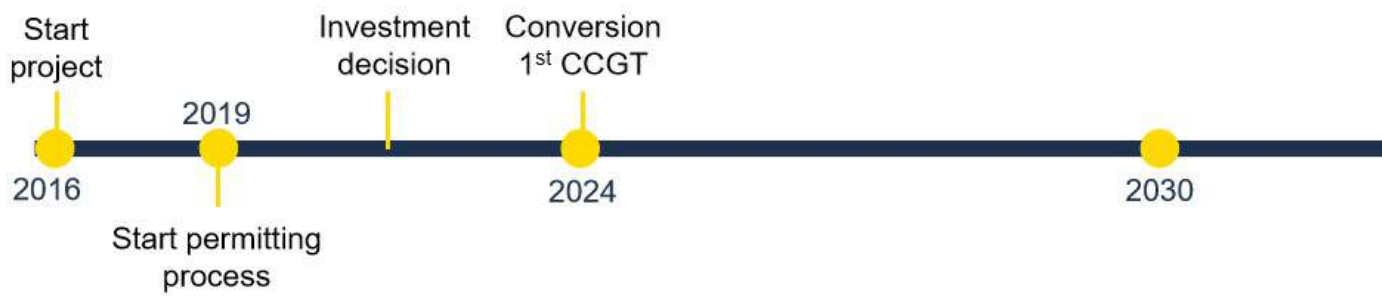 Start
project
2016
2019
Start permitting
process
Investment
decision
Conversion
1st CCGT
2024
2030